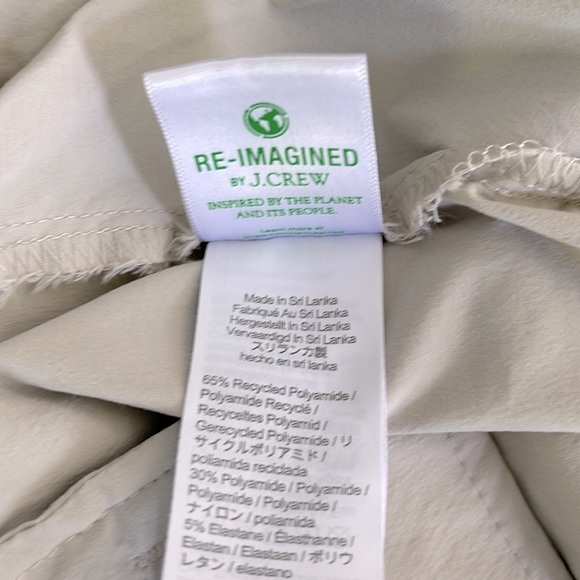 RE-IMAGINED
BY J.CREW
INSPIRED BY THE PLANET
AND ITS PEOPLE.
Learn more at
Made in Sri Lanka
Fabriqué Au Sri Lanka
Hergestellt In Sri Lanka
Vervaardigd In Sri Lanka
スリランカ製
hecho en sri lanka
65% Recycled Polyamide /
Polyamide Recyclé /
Recyceltes Polyamid /
Gerecycled Polyamide / リ
サイクルポリアミド /
poliamida reciclada
30% Polyamide / Polyamide /
Polyamide / Polyamide /
ナイロン / poliamida
5% Elastane / Élasthanne /
Elastan / Elastaan / ポリウ
レタン / elastano